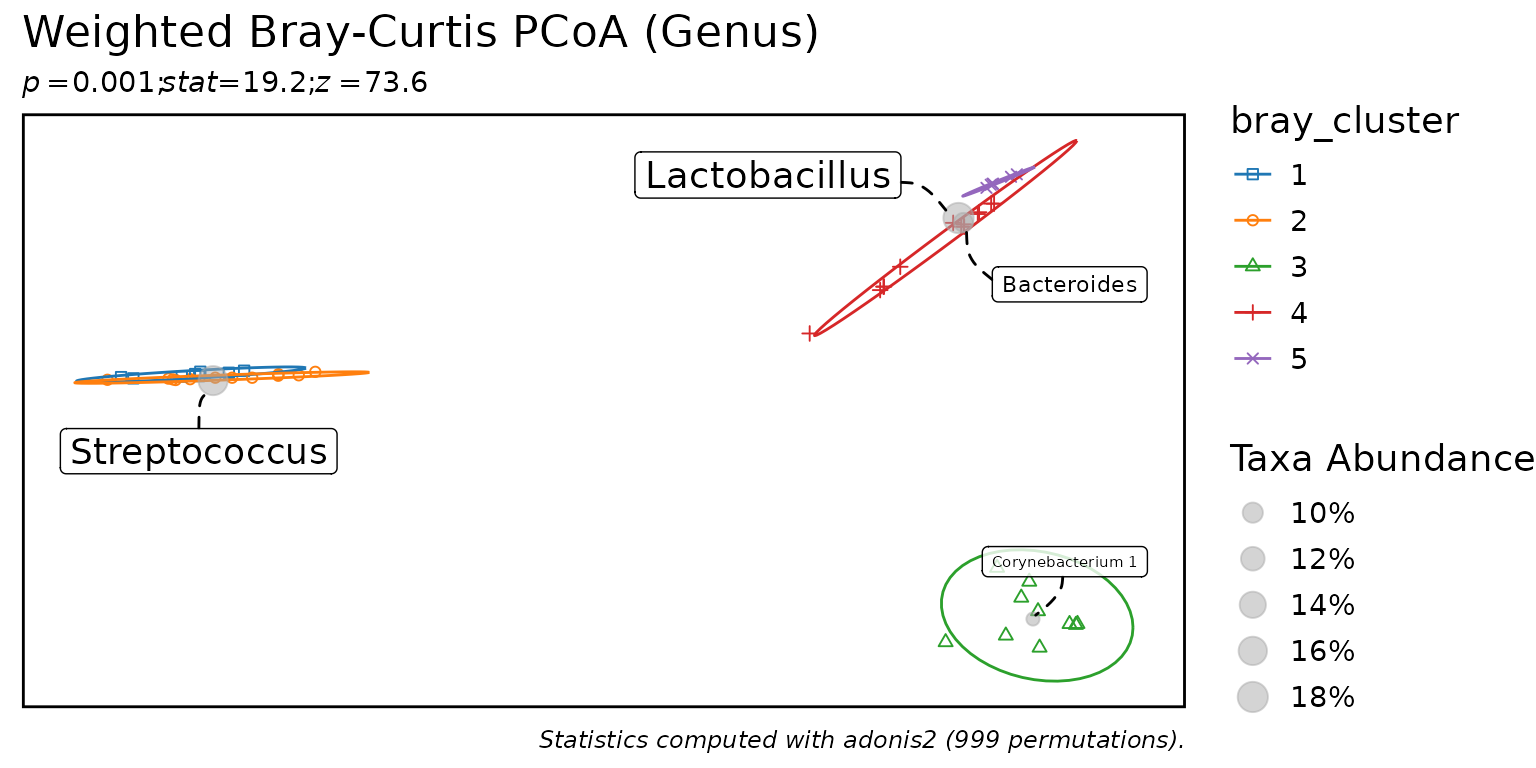 Weighted Bray-Curtis PCoA (Genus)
p =0.001;stat=19.2;z =73.6
Lactobacillus
Bacteroides
Streptococcus
Corynebacterium 1
bray_cluster
1
2
3
4
5
Taxa Abundance
10%
12%
14%
16%
18%
Statistics computed with adonis2 (999 permutations).